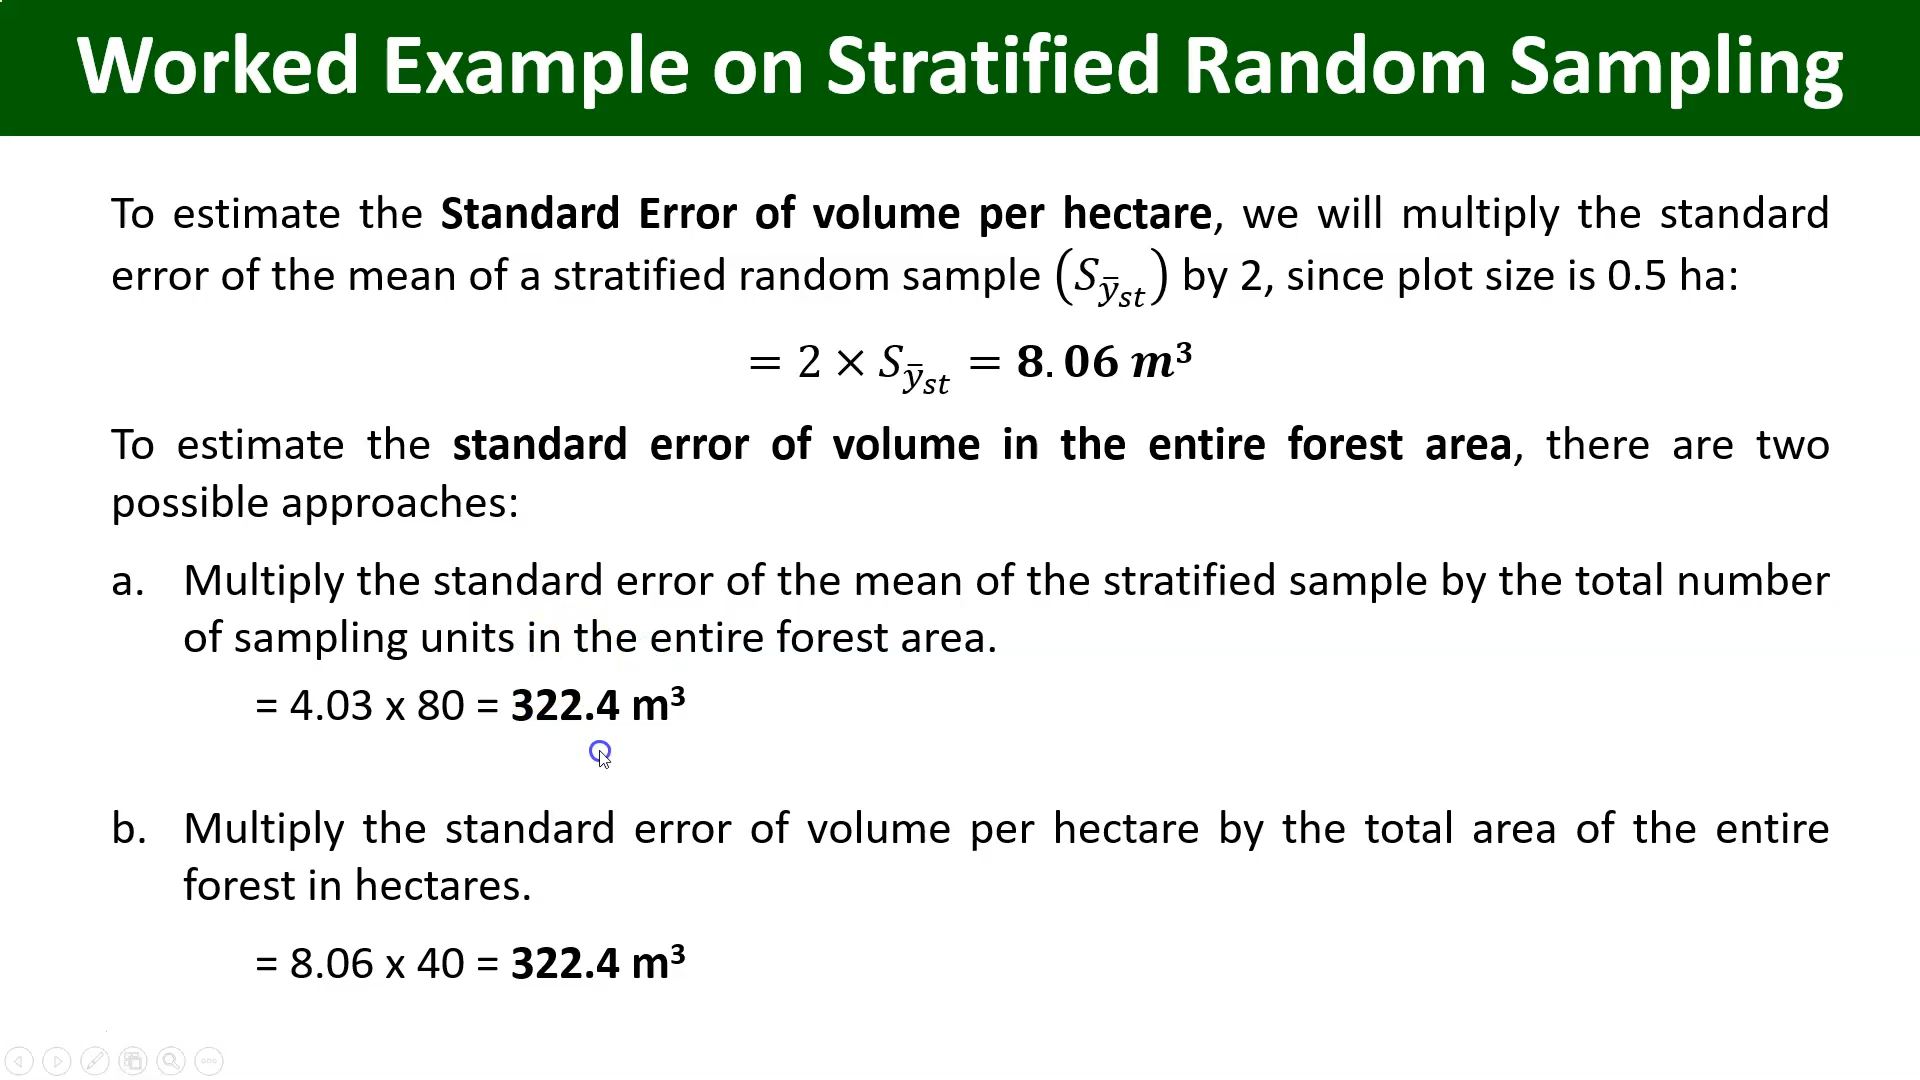 Worked Example on Stratified Random Sampling
To estimate the Standard Error of volume per hectare, we will multiply the standard
error of the mean of a stratified random sample (S_ȳst) by 2, since plot size is 0.5 ha:
= 2 × S_ȳst = 8.06 m³
To estimate the standard error of volume in the entire forest area, there are two
possible approaches:
a. Multiply the standard error of the mean of the stratified sample by the total number
of sampling units in the entire forest area.
= 4.03 x 80 = 322.4 m³
b. Multiply the standard error of volume per hectare by the total area of the entire
forest in hectares.
= 8.06 x 40 = 322.4 m³